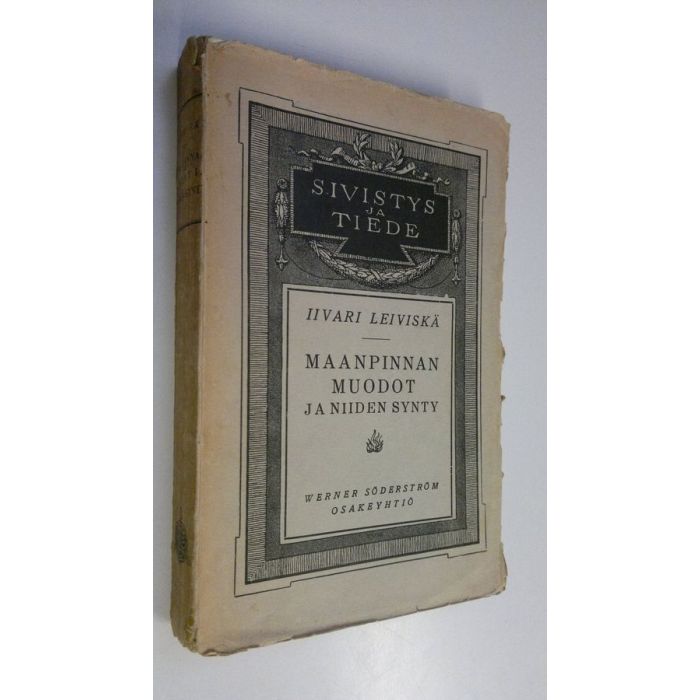 SIVISTYS
JA
TIEDE
IIVARI LEIVISKÄ
MAANPINNAN
MUODOT
JA NIIDEN SYNTY
WERNER SÖDERSTRÖM
OSAKEYHTIÖ